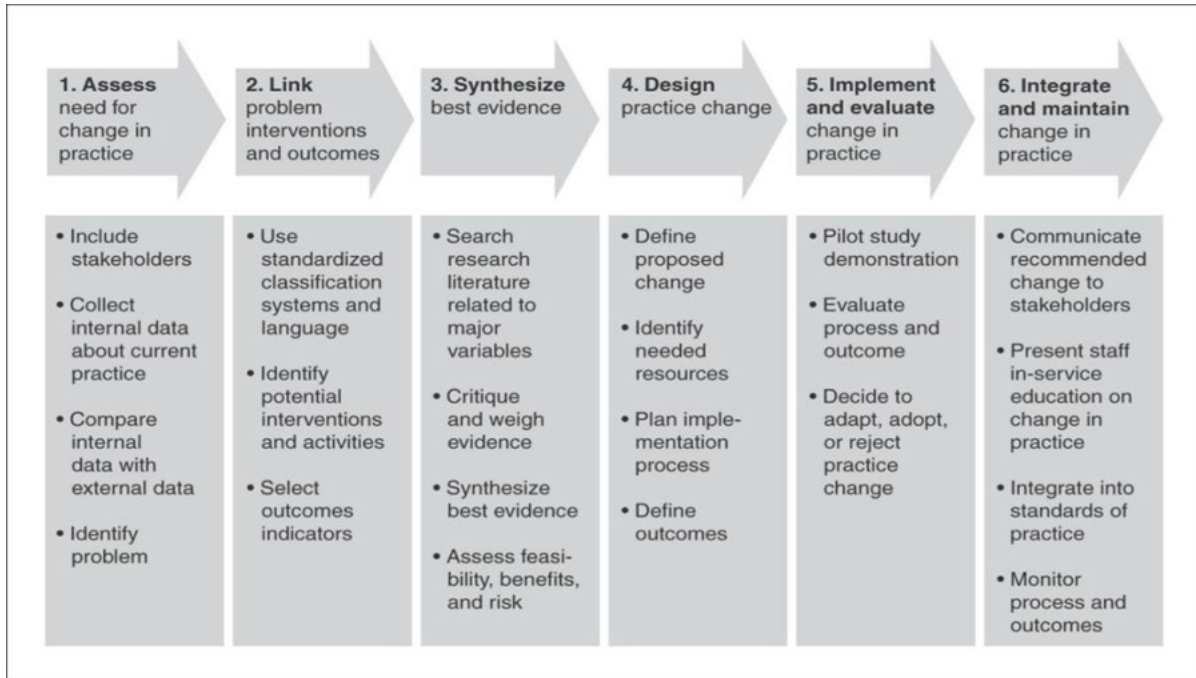 1. Assess
need for
change in
practice
2. Link
problem
interventions
and outcomes
3. Synthesize
best evidence
4. Design
practice change
5. Implement
and evaluate
change in
practice
6. Integrate
and maintain
change in
practice
• Include
stakeholders
• Collect
internal data
about current
practice
• Compare
internal
data with
external data
• Identify
problem
• Use
standardized
classification
systems and
language
• Identify
potential
interventions
and activities
• Select
outcomes
indicators
• Search
research
literature
related to
major
variables
• Critique
and weigh
evidence
• Synthesize
best evidence
• Assess feasi-
bility, benefits,
and risk
• Define
proposed
change
• Identify
needed
resources
• Plan imple-
mentation
process
• Define
outcomes
• Pilot study
demonstration
• Evaluate
process and
outcome
• Decide to
adapt, adopt,
or reject
practice
change
• Communicate
recommended
change to
stakeholders
• Present staff
in-service
education on
change in
practice
• Integrate into
standards of
practice
• Monitor
process and
outcomes